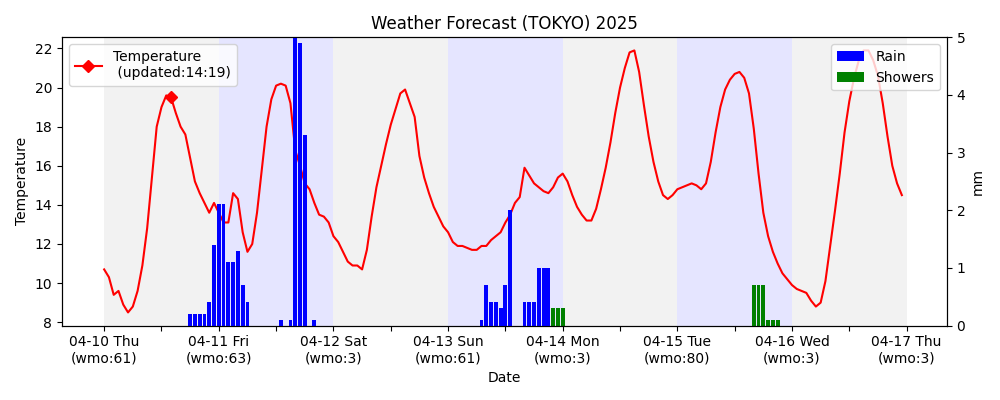 Weather Forecast (TOKYO) 2025
Temperature
(updated:14:19)
Rain
Showers
Temperature
22
20
18
16
14
12
10
8
5
4
3
2
1
0
mm
04-10 Thu
(wmo:61)
04-11 Fri
(wmo:63)
04-12 Sat
(wmo:3)
04-13 Sun
(wmo:61)
04-14 Mon
(wmo:3)
04-15 Tue
(wmo:80)
04-16 Wed
(wmo:3)
04-17 Thu
(wmo:3)
Date